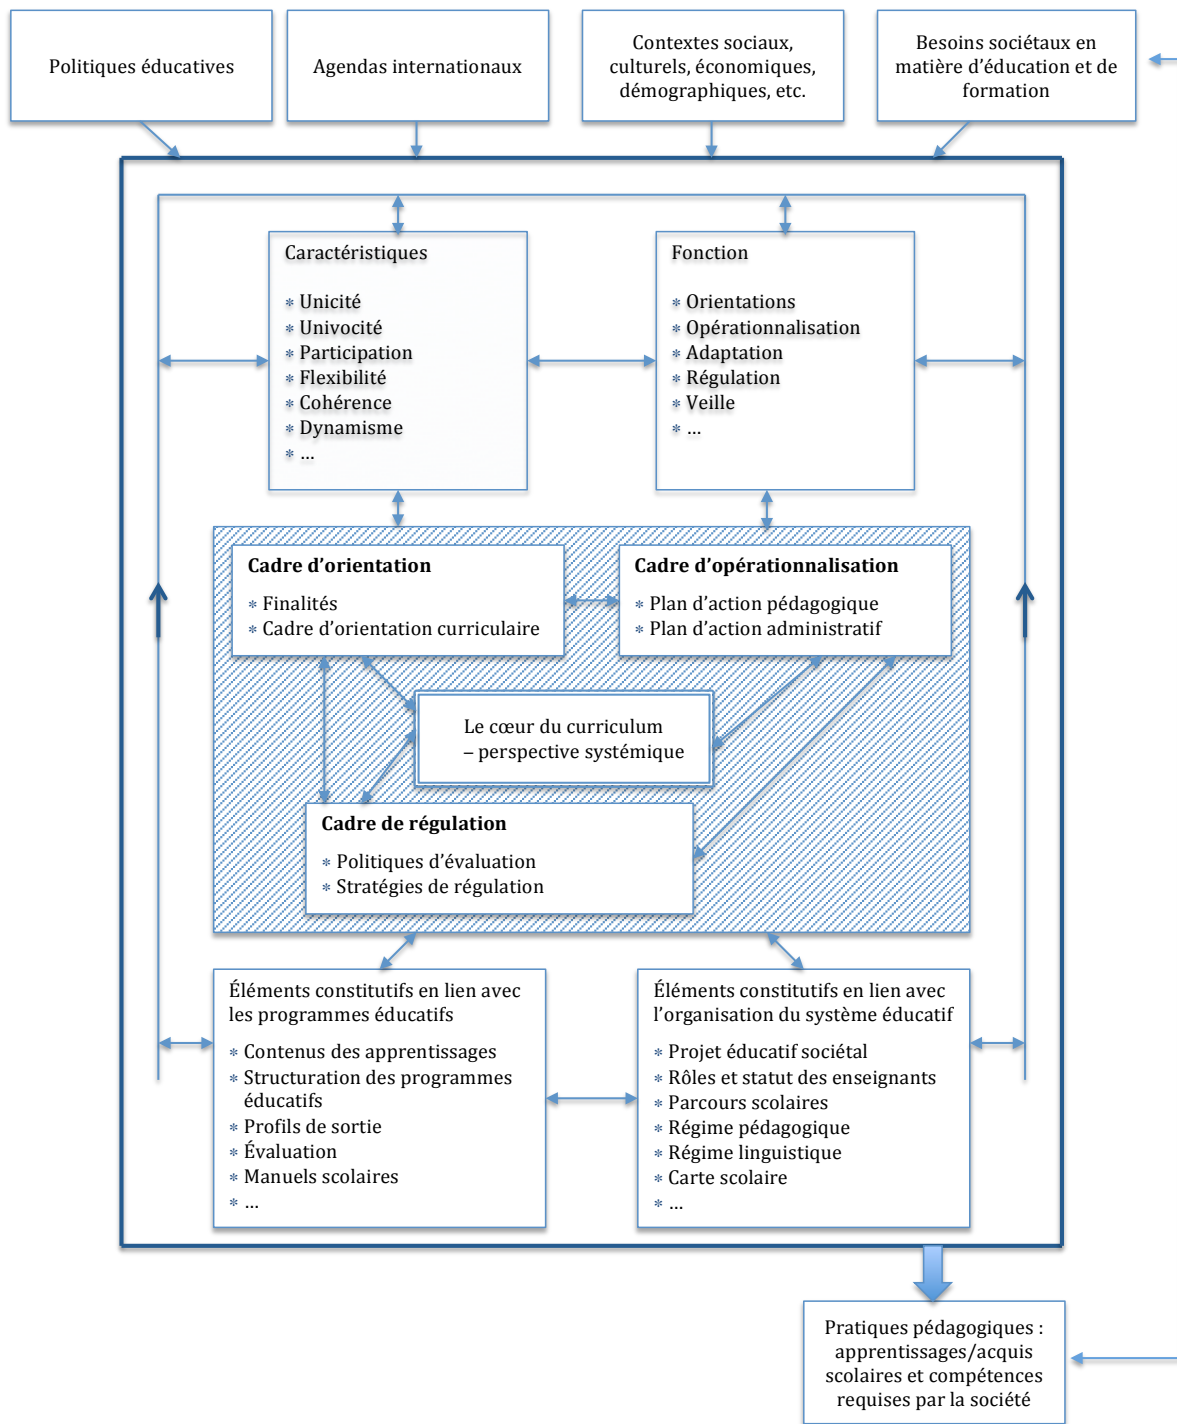 Politiques éducatives
Agendas internationaux
Contextes sociaux,
culturels, économiques,
démographiques, etc.
Besoins sociétaux en
matière d’éducation et de
formation
Caractéristiques
* Unicité
* Univocité
* Participation
* Flexibilité
* Cohérence
* Dynamisme
* …
Fonction
* Orientations
* Opérationnalisation
* Adaptation
* Régulation
* Veille
* …
Cadre d’orientation
* Finalités
* Cadre d’orientation curriculaire
Cadre d’opérationnalisation
* Plan d’action pédagogique
* Plan d’action administratif
Le cœur du curriculum
– perspective systémique
Cadre de régulation
* Politiques d’évaluation
* Stratégies de régulation
Éléments constitutifs en lien avec
les programmes éducatifs
* Contenus des apprentissages
* Structuration des programmes
éducatifs
* Profils de sortie
* Évaluation
* Manuels scolaires
* …
Éléments constitutifs en lien avec
l’organisation du système éducatif
* Projet éducatif sociétal
* Rôles et statut des enseignants
* Parcours scolaires
* Régime pédagogique
* Régime linguistique
* Carte scolaire
* …
Pratiques pédagogiques :
apprentissages/acquis
scolaires et compétences
requises par la société